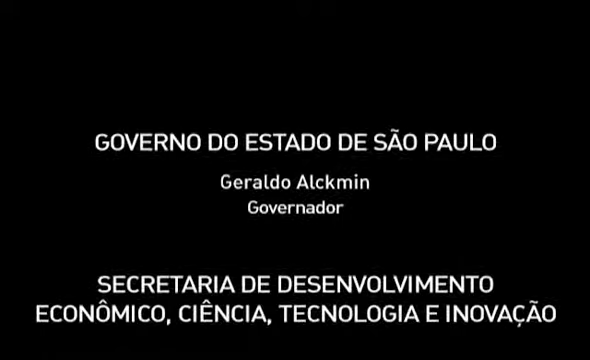 GOVERNO DO ESTADO DE SÃO PAULO
Geraldo Alckmin
Governador
SECRETARIA DE DESENVOLVIMENTO
ECONÔMICO, CIÊNCIA, TECNOLOGIA E INOVAÇÃO